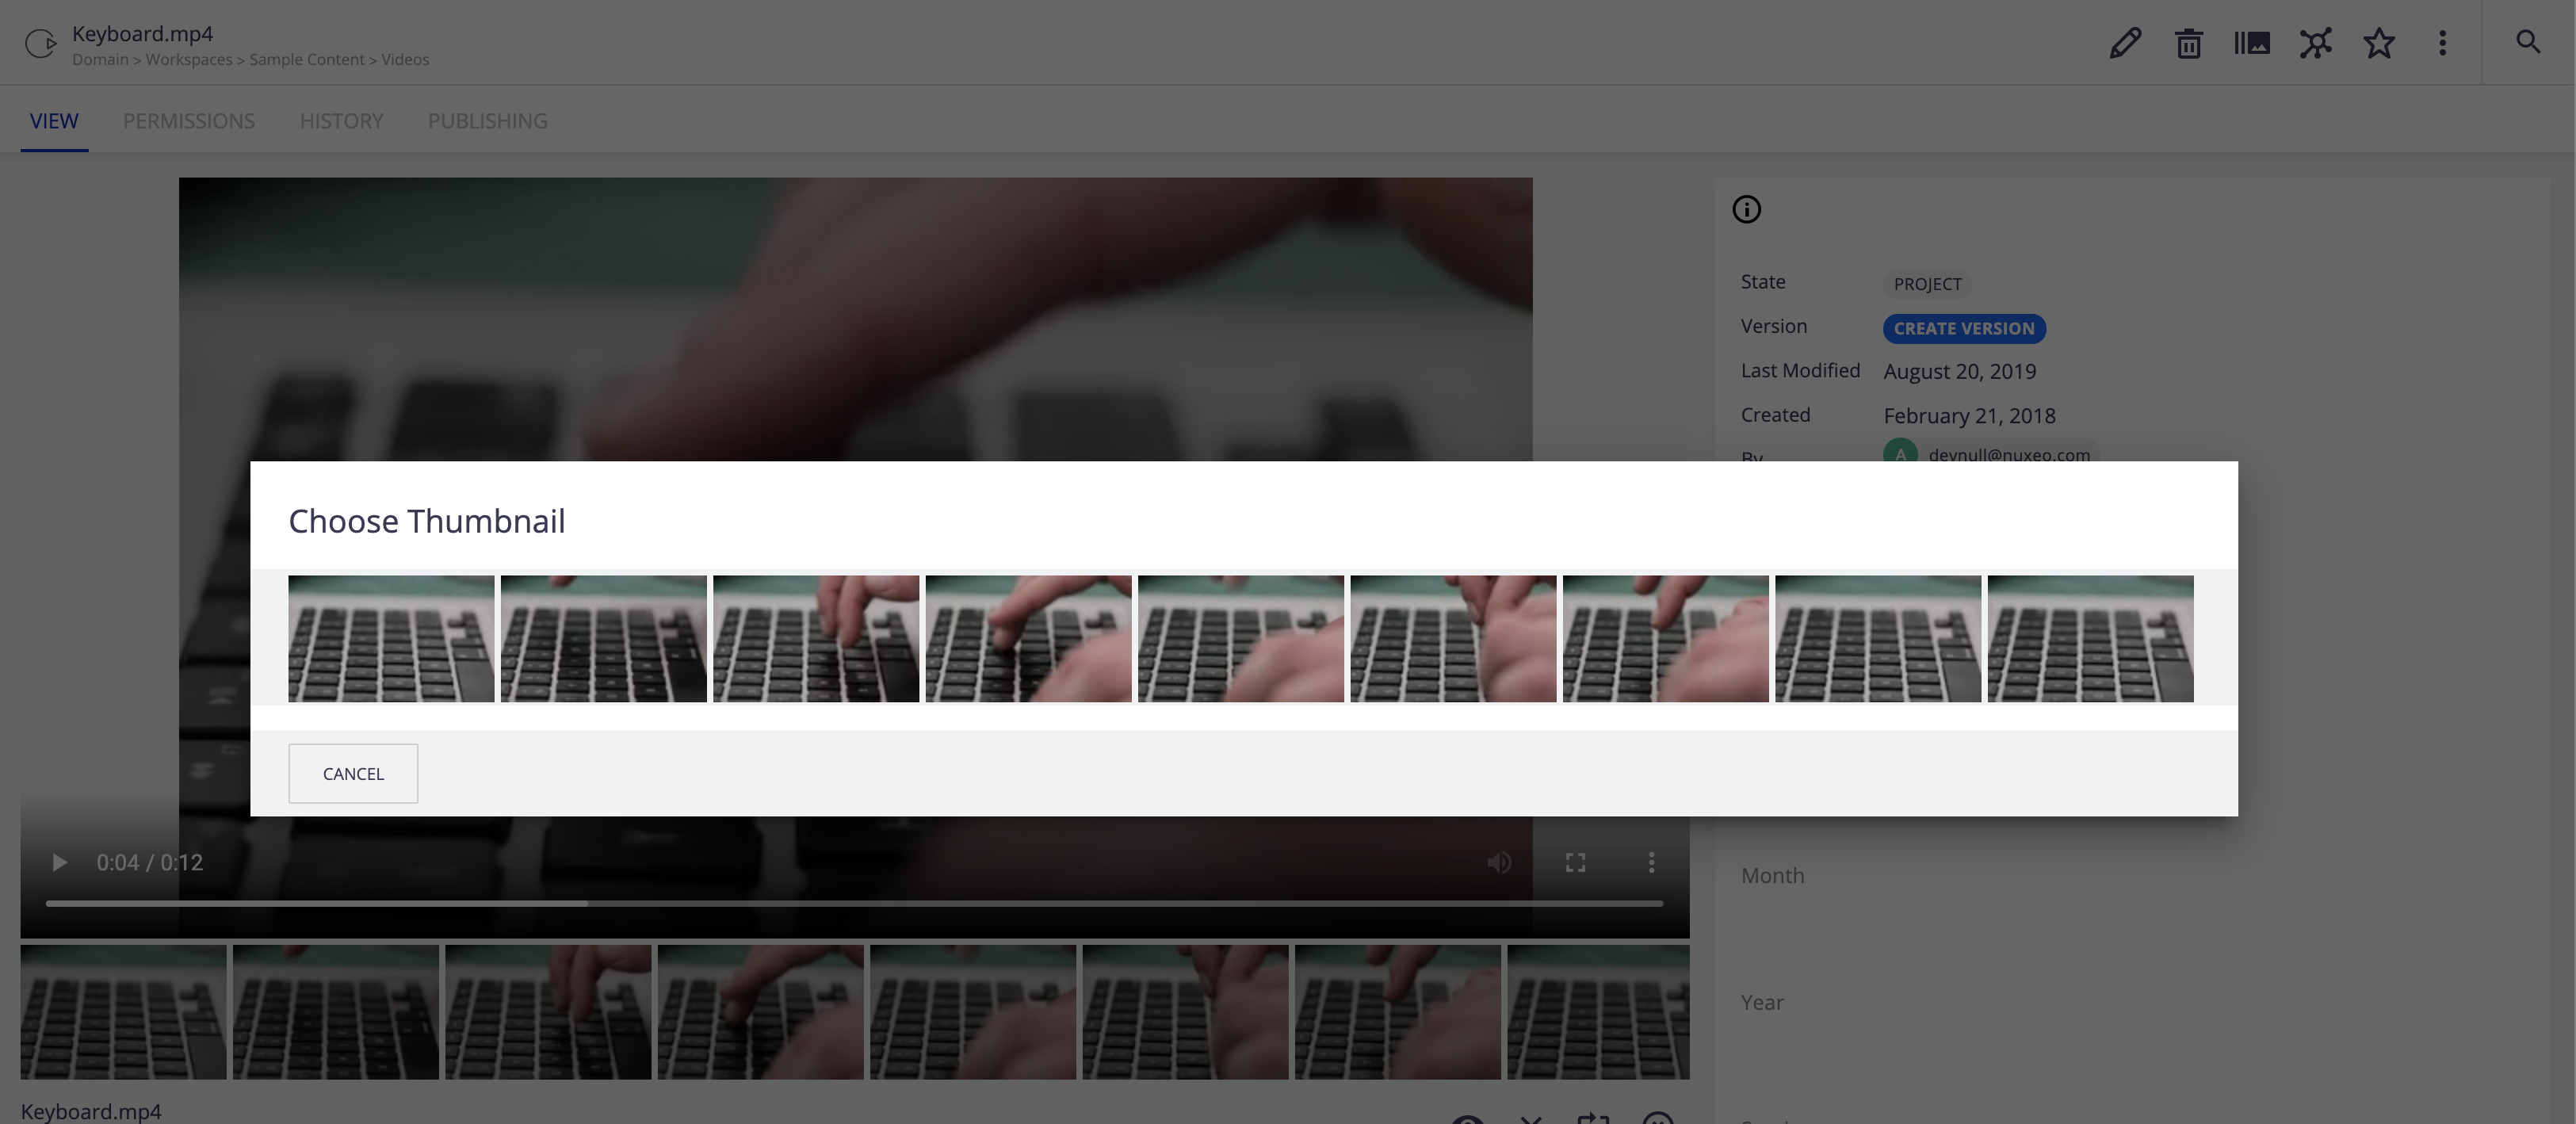 Keyboard.mp4
Domain > Workspaces > Sample Content > Videos
VIEW PERMISSIONS HISTORY PUBLISHING
State PROJECT
Version CREATE VERSION
Last Modified August 20, 2019
Created February 21, 2018
By A devnull@nuxeo.com
Choose Thumbnail
CANCEL
0:04 / 0:12
Month
Year
Keyboard.mp4